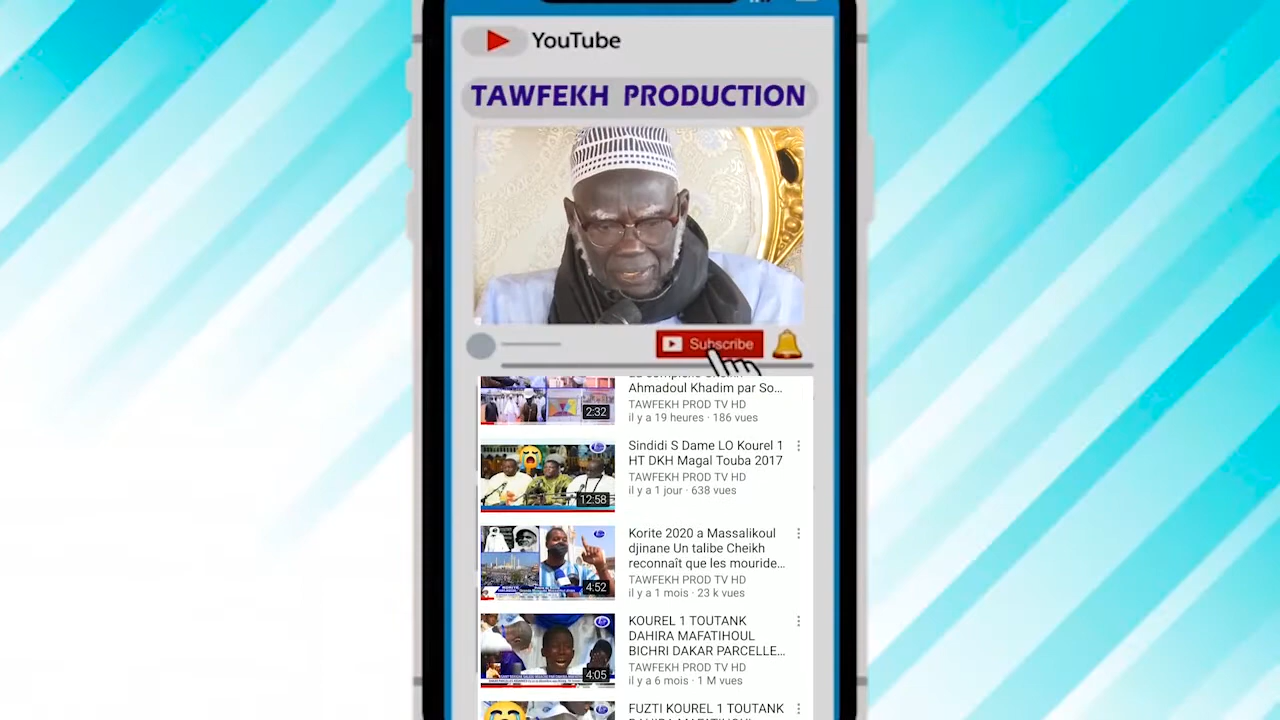 YouTube
TAWFEKH PRODUCTION
Subscribe
Ahmadoul Khadim par So...
TAWFEKH PROD TV HD
il y a 19 heures · 186 vues
2:32
Sindidi S Dame LO Kourel 1
HT DKH Magal Touba 2017
TAWFEKH PROD TV HD
il y a 1 jour · 638 vues
12:58
Korite 2020 a Massalikoul
djinane Un talibe Cheikh
reconnaît que les mouride...
TAWFEKH PROD TV HD
il y a 1 mois · 23 k vues
4:52
KOUREL 1 TOUTANK
DAHIRA MAFATIHOUL
BICHRI DAKAR PARCELLE...
TAWFEKH PROD TV HD
il y a 6 mois · 1 M vues
4:05
FUZTI KOUREL 1 TOUTANK